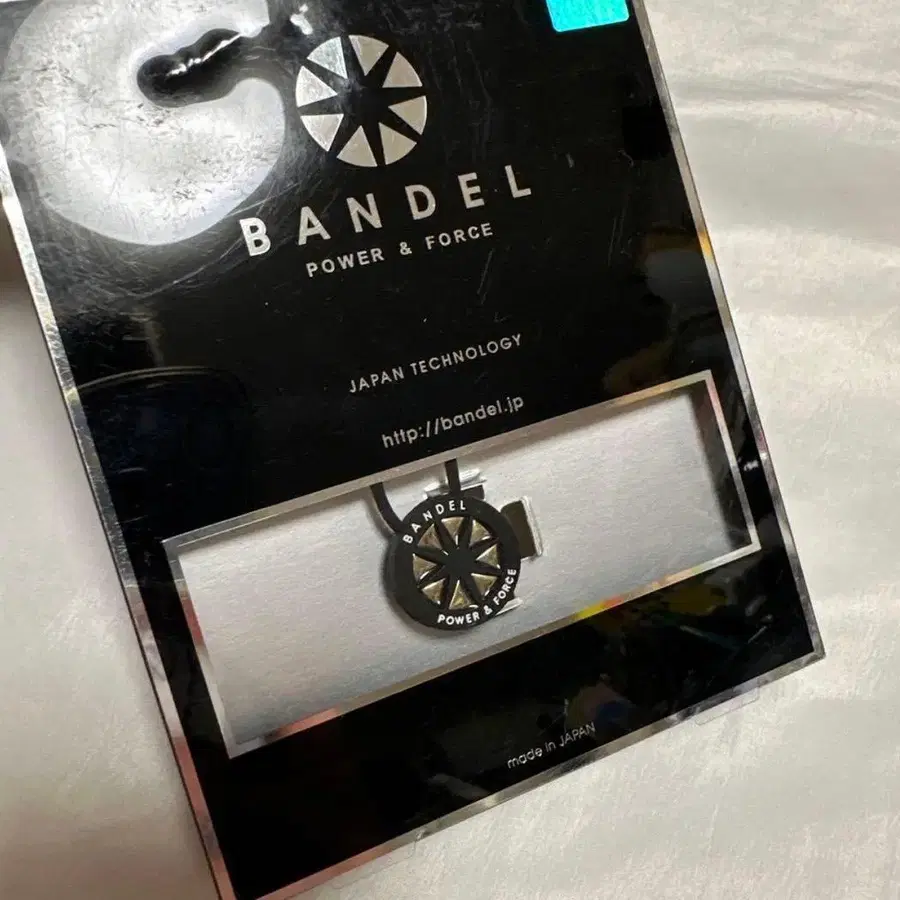 BANDEL
POWER & FORCE
JAPAN TECHNOLOGY
http://bandel.jp
BANDEL
POWER & FORCE
made in JAPAN